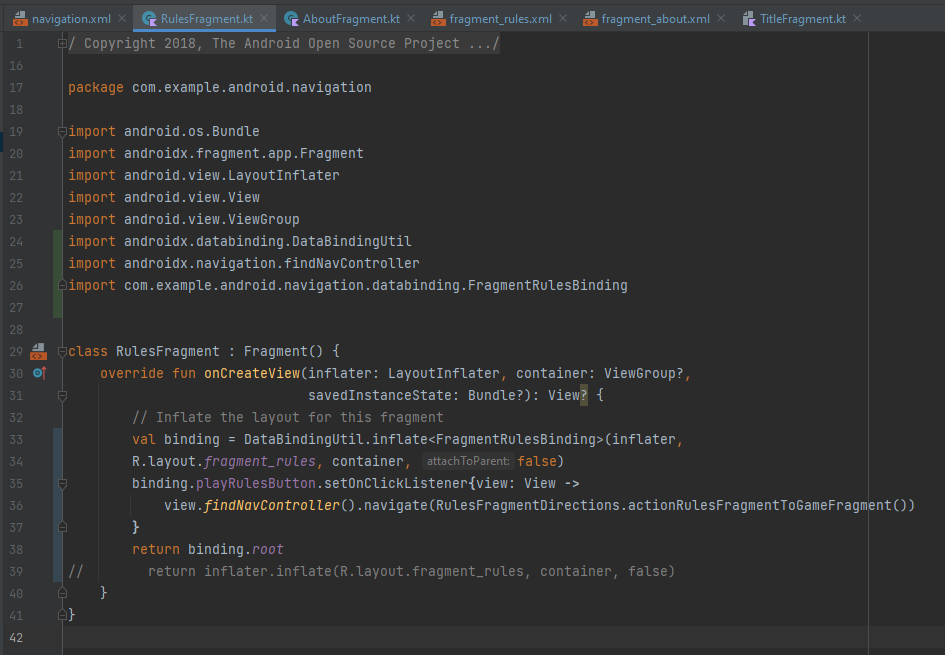 navigation.xml RulesFragment.kt AboutFragment.kt fragment_rules.xml fragment_about.xml TitleFragment.kt
1 / Copyright 2018, The Android Open Source Project .../
16
17 package com.example.android.navigation
18
19 import android.os.Bundle
20 import androidx.fragment.app.Fragment
21 import android.view.LayoutInflater
22 import android.view.View
23 import android.view.ViewGroup
24 import androidx.databinding.DataBindingUtil
25 import androidx.navigation.findNavController
26 import com.example.android.navigation.databinding.FragmentRulesBinding
27
28
29 class RulesFragment : Fragment() {
30 override fun onCreateView(inflater: LayoutInflater, container: ViewGroup?,
31 savedInstanceState: Bundle?): View? {
32 // Inflate the layout for this fragment
33 val binding = DataBindingUtil.inflate<FragmentRulesBinding>(inflater,
34 R.layout.fragment_rules, container, attachToParent: false)
35 binding.playRulesButton.setOnClickListener{view: View ->
36 view.findNavController().navigate(RulesFragmentDirections.actionRulesFragmentToGameFragment())
37 }
38 return binding.root
39 // return inflater.inflate(R.layout.fragment_rules, container, false)
40 }
41 }
42